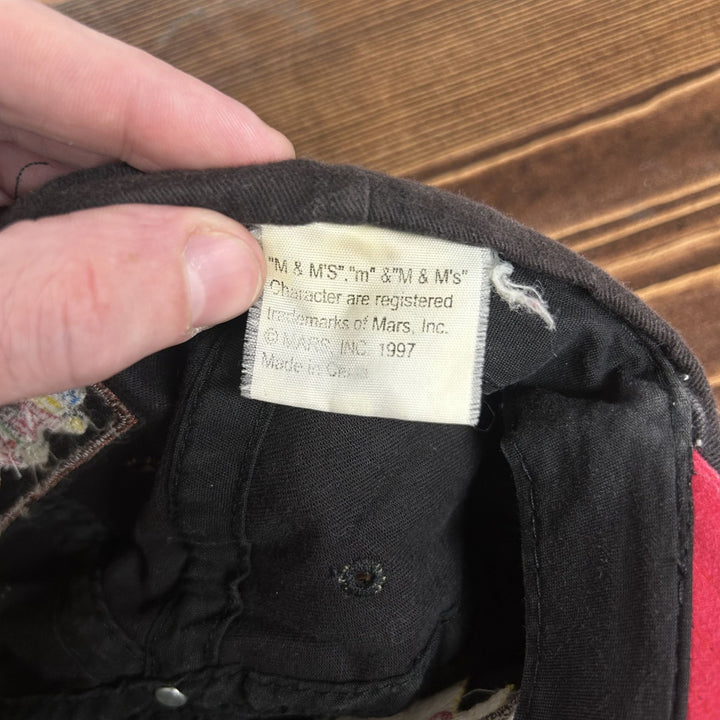 "M & M'S"."m" &"M & M's"
Character are registered
trademarks of Mars, Inc.
© MARS. INC. 1997
Made in China